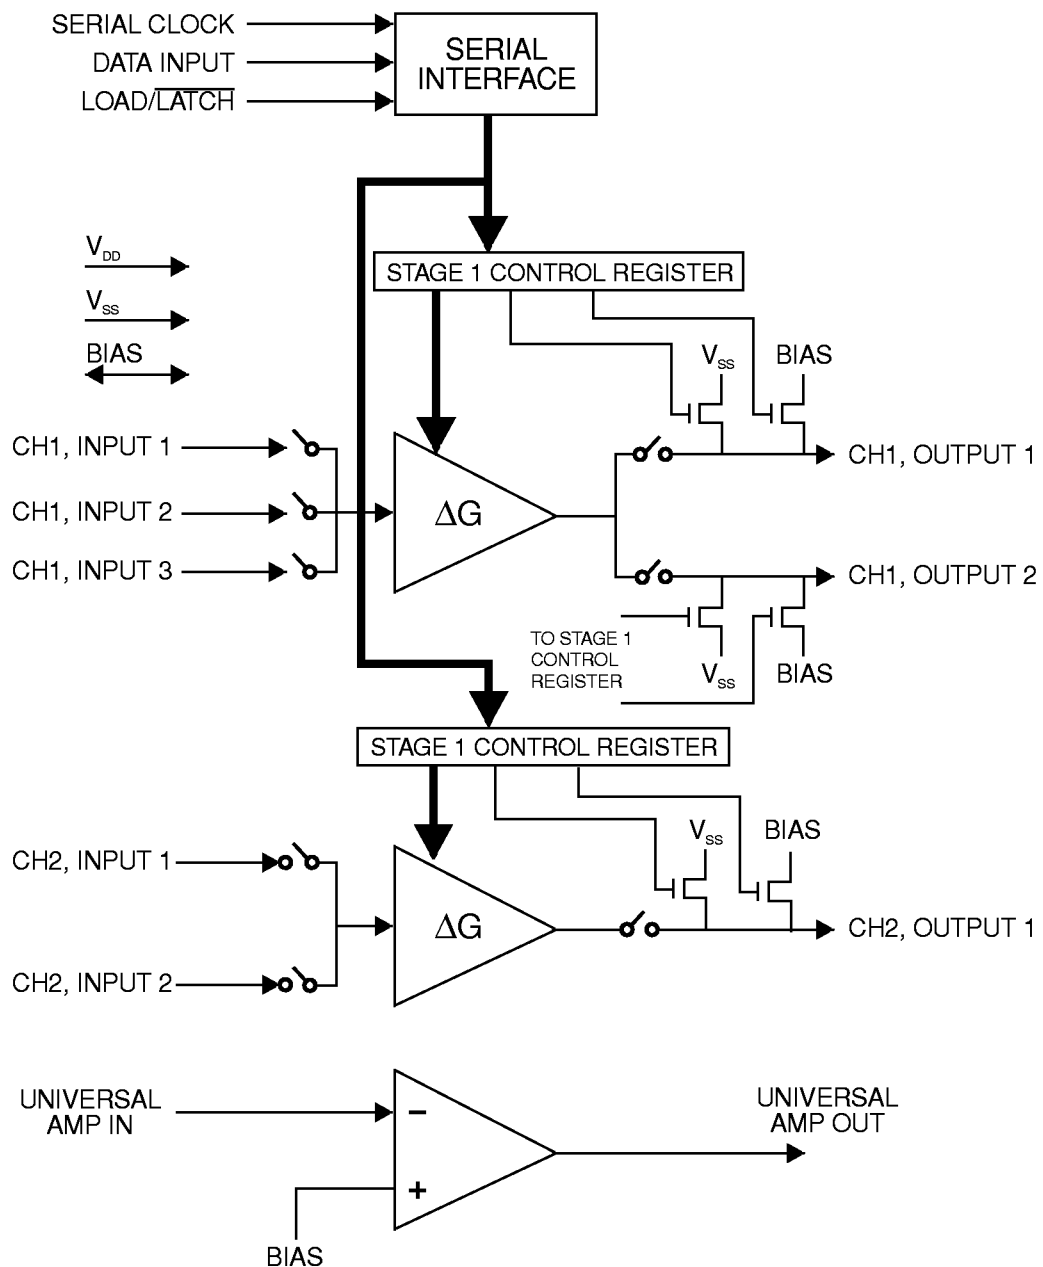 SERIAL CLOCK
DATA INPUT
LOAD/LATCH
SERIAL
INTERFACE
VDD
VSS
BIAS
STAGE 1 CONTROL REGISTER
VSS
BIAS
CH1, INPUT 1
CH1, INPUT 2
CH1, INPUT 3
ΔG
CH1, OUTPUT 1
CH1, OUTPUT 2
TO STAGE 1
CONTROL
REGISTER
VSS
BIAS
STAGE 1 CONTROL REGISTER
VSS
BIAS
CH2, INPUT 1
CH2, INPUT 2
ΔG
CH2, OUTPUT 1
UNIVERSAL
AMP IN
−
+
BIAS
UNIVERSAL
AMP OUT